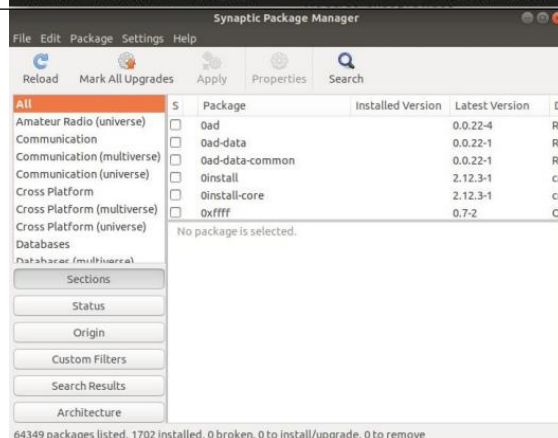 Synaptic Package Manager
File Edit Package Settings Help
Reload Mark All Upgrades Apply Properties Search
All
Amateur Radio (universe)
Communication
Communication (multiverse)
Communication (universe)
Cross Platform
Cross Platform (multiverse)
Cross Platform (universe)
Databases
Databases (multiverse)
Sections
Status
Origin
Custom Filters
Search Results
Architecture
S Package Installed Version Latest Version D
0ad 0.0.22-4 R
0ad-data 0.0.22-1 R
0ad-data-common 0.0.22-1 R
0install 2.12.3-1 c
0install-core 2.12.3-1 c
0xffff 0.7-2 O
No package is selected.
64349 packages listed, 1702 installed, 0 broken. 0 to install/upgrade, 0 to remove